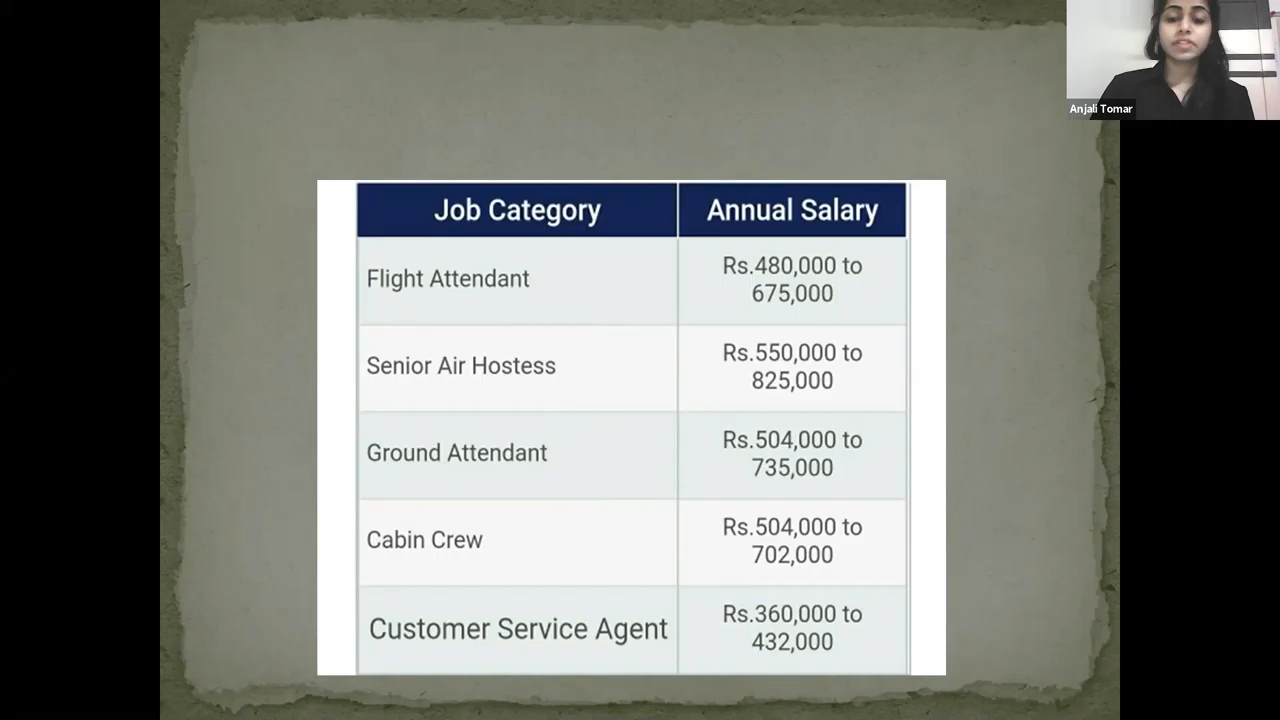 Anjali Tomar
Job Category Annual Salary
Flight Attendant Rs.480,000 to
675,000
Senior Air Hostess Rs.550,000 to
825,000
Ground Attendant Rs.504,000 to
735,000
Cabin Crew Rs.504,000 to
702,000
Customer Service Agent Rs.360,000 to
432,000